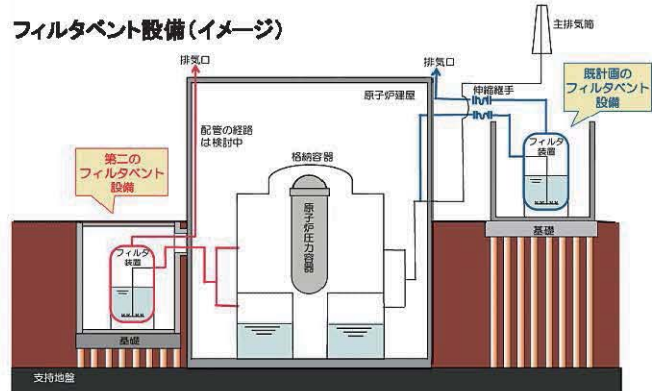 フィルタベント設備(イメージ)
主排気筒
排気口
排気口
原子炉建屋
伸縮継手
既計画の
フィルタベント
設備
配管の経路
は検討中
格納容器
第二の
フィルタベント
設備
フィルタ
装置
原子炉圧力容器
基礎
フィルタ
装置
基礎
支持地盤